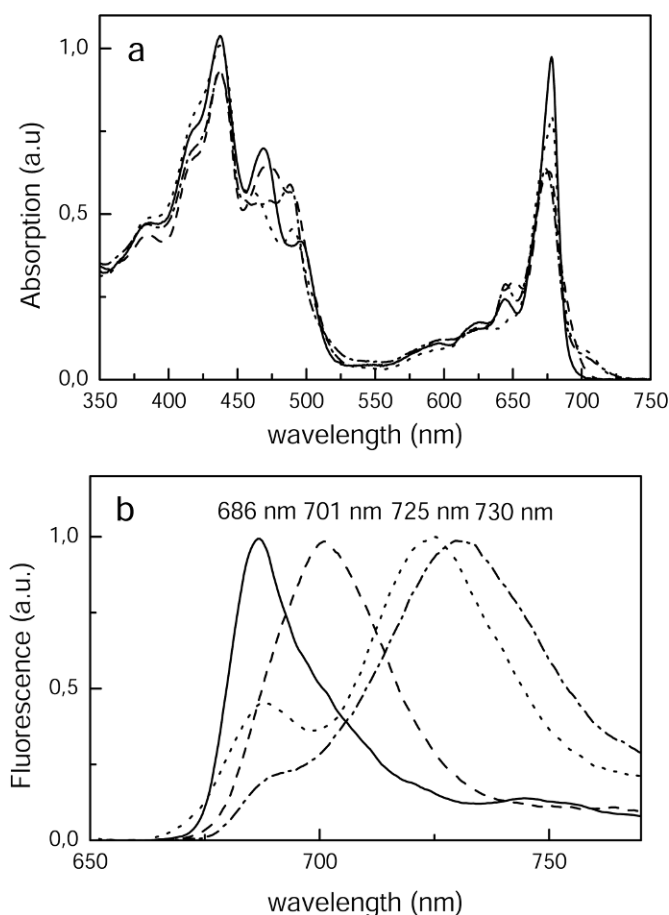 a
1,0
0,5
0,0
Absorption (a.u)
350 400 450 500 550 600 650 700 750
wavelength (nm)
b
686 nm 701 nm 725 nm 730 nm
1,0
0,5
0,0
Fluorescence (a.u.)
650 700 750
wavelength (nm)